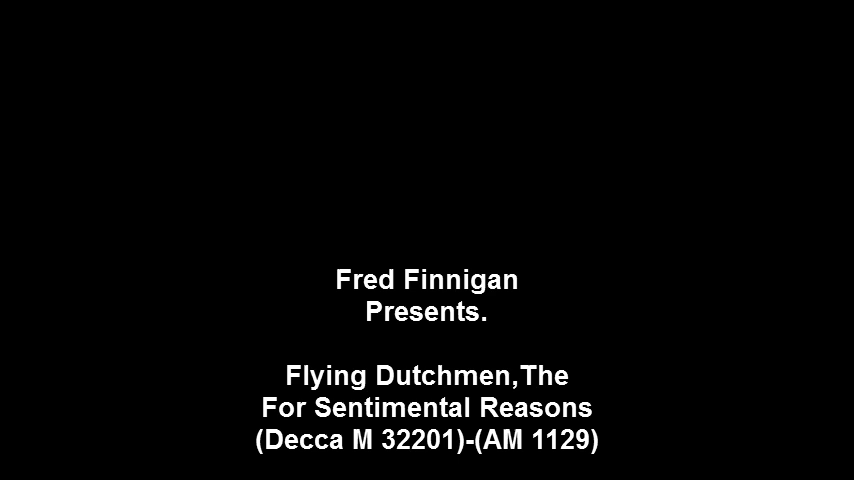 Fred Finnigan
Presents.
Flying Dutchmen,The
For Sentimental Reasons
(Decca M 32201)-(AM 1129)